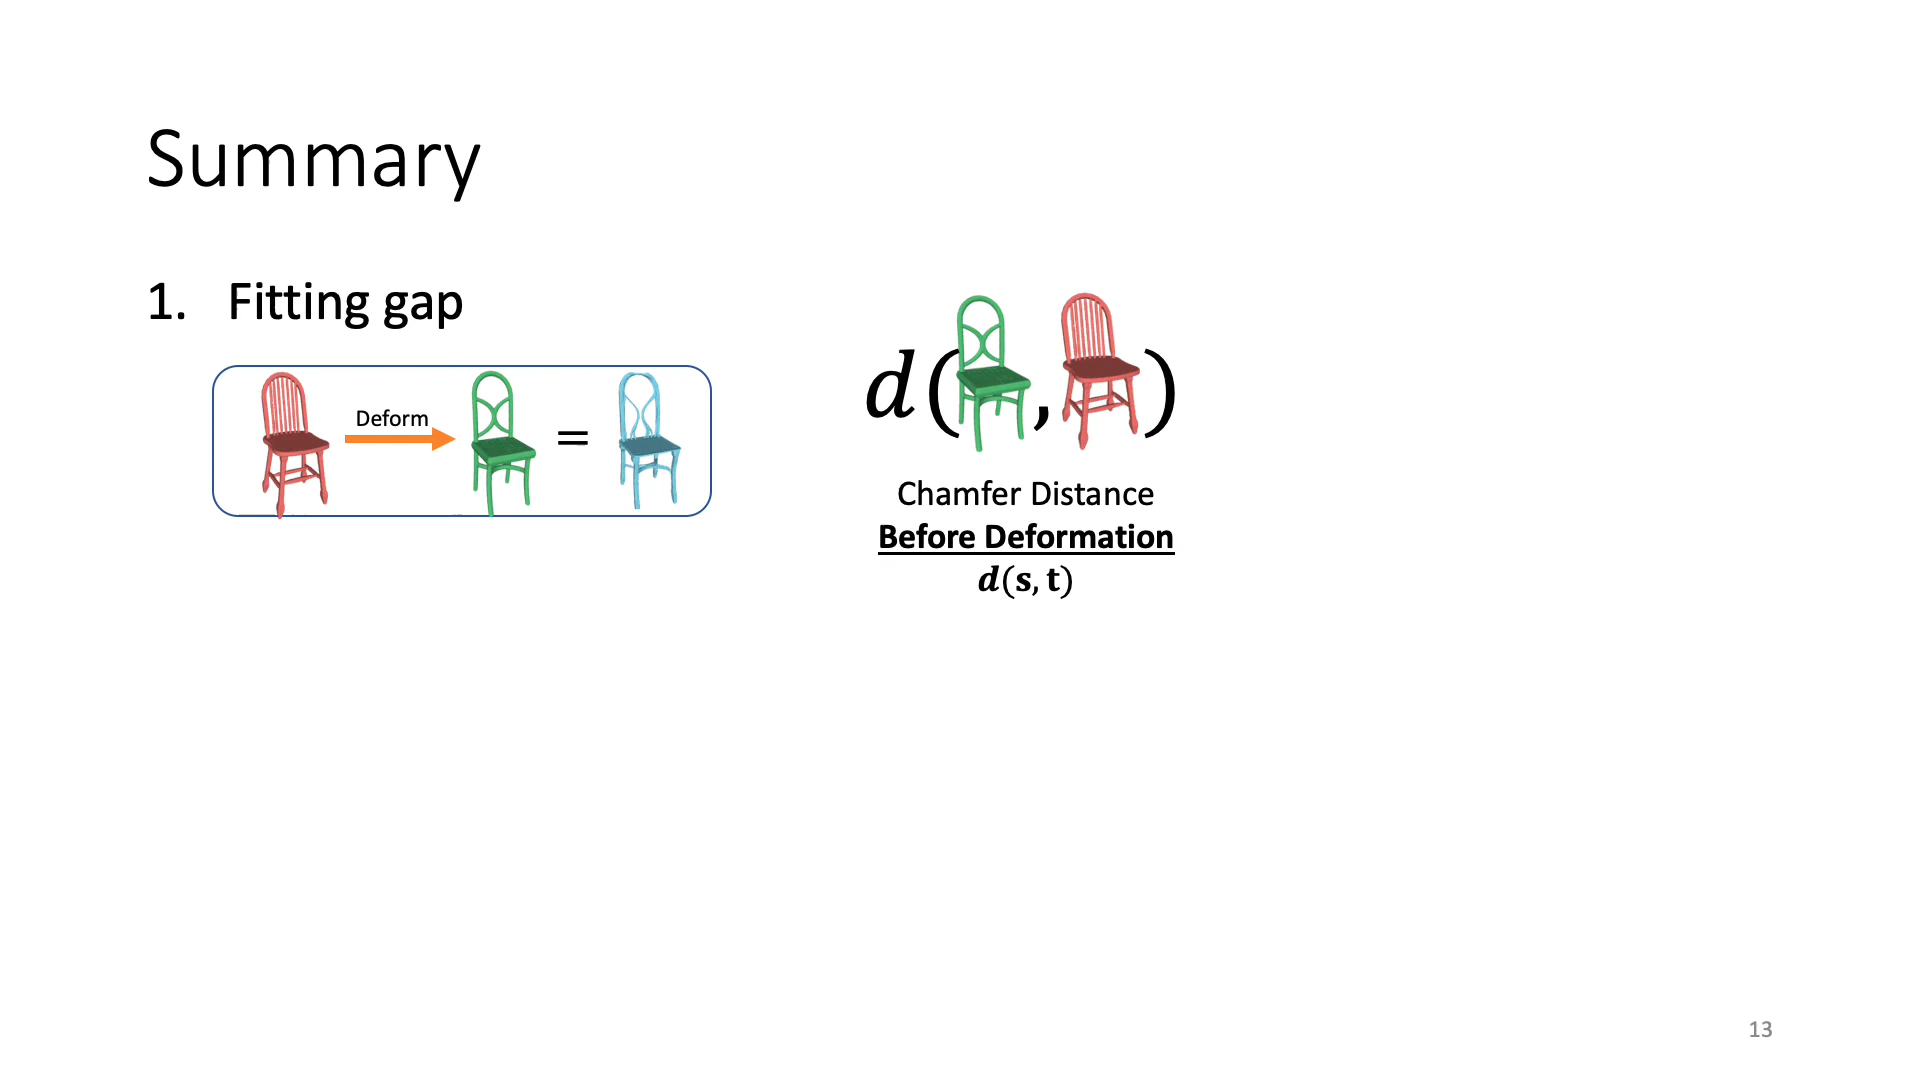 Summary
1. Fitting gap
Deform
=
d( , )
Chamfer Distance
Before Deformation
d(s, t)
13